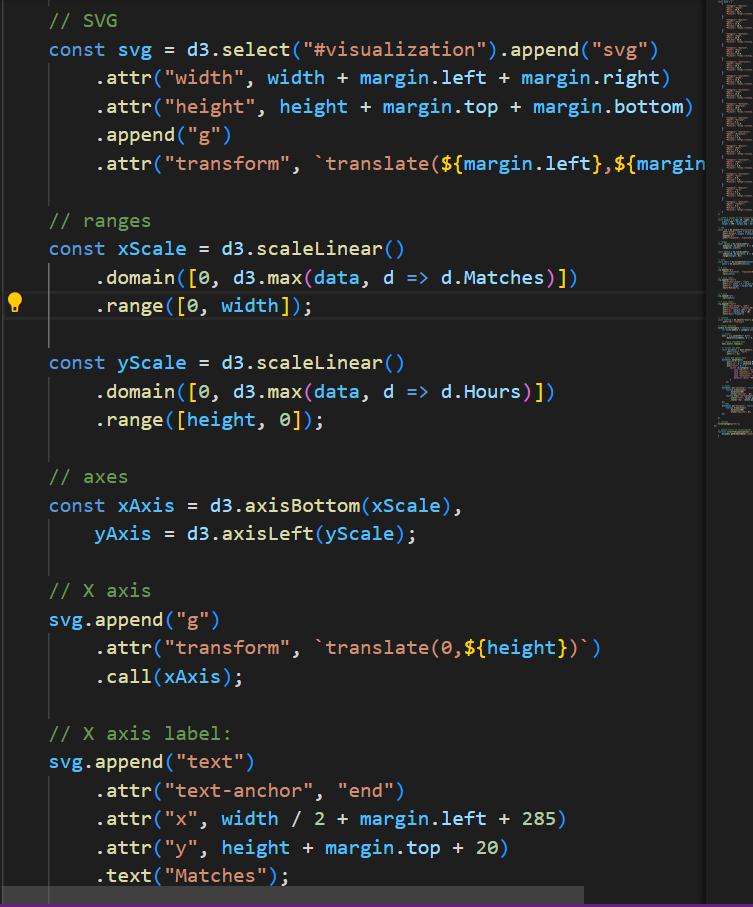 // SVG
const svg = d3.select("#visualization").append("svg")
    .attr("width", width + margin.left + margin.right)
    .attr("height", height + margin.top + margin.bottom)
    .append("g")
    .attr("transform", `translate(${margin.left},${margin
// ranges
const xScale = d3.scaleLinear()
    .domain([0, d3.max(data, d => d.Matches)])
    .range([0, width]);
const yScale = d3.scaleLinear()
    .domain([0, d3.max(data, d => d.Hours)])
    .range([height, 0]);
// axes
const xAxis = d3.axisBottom(xScale),
    yAxis = d3.axisLeft(yScale);
// X axis
svg.append("g")
    .attr("transform", `translate(0,${height})`)
    .call(xAxis);
// X axis label:
svg.append("text")
    .attr("text-anchor", "end")
    .attr("x", width / 2 + margin.left + 285)
    .attr("y", height + margin.top + 20)
    .text("Matches");